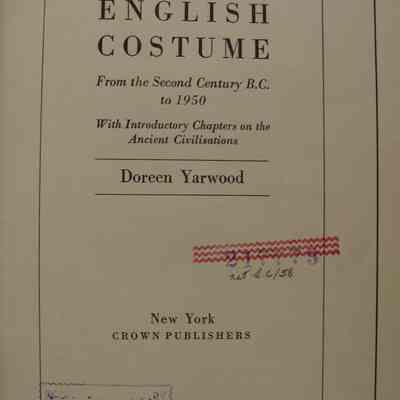 ENGLISH
COSTUME
From the Second Century B.C.
to 1950
With Introductory Chapters on the
Ancient Civilisations
Doreen Yarwood
New York
CROWN PUBLISHERS